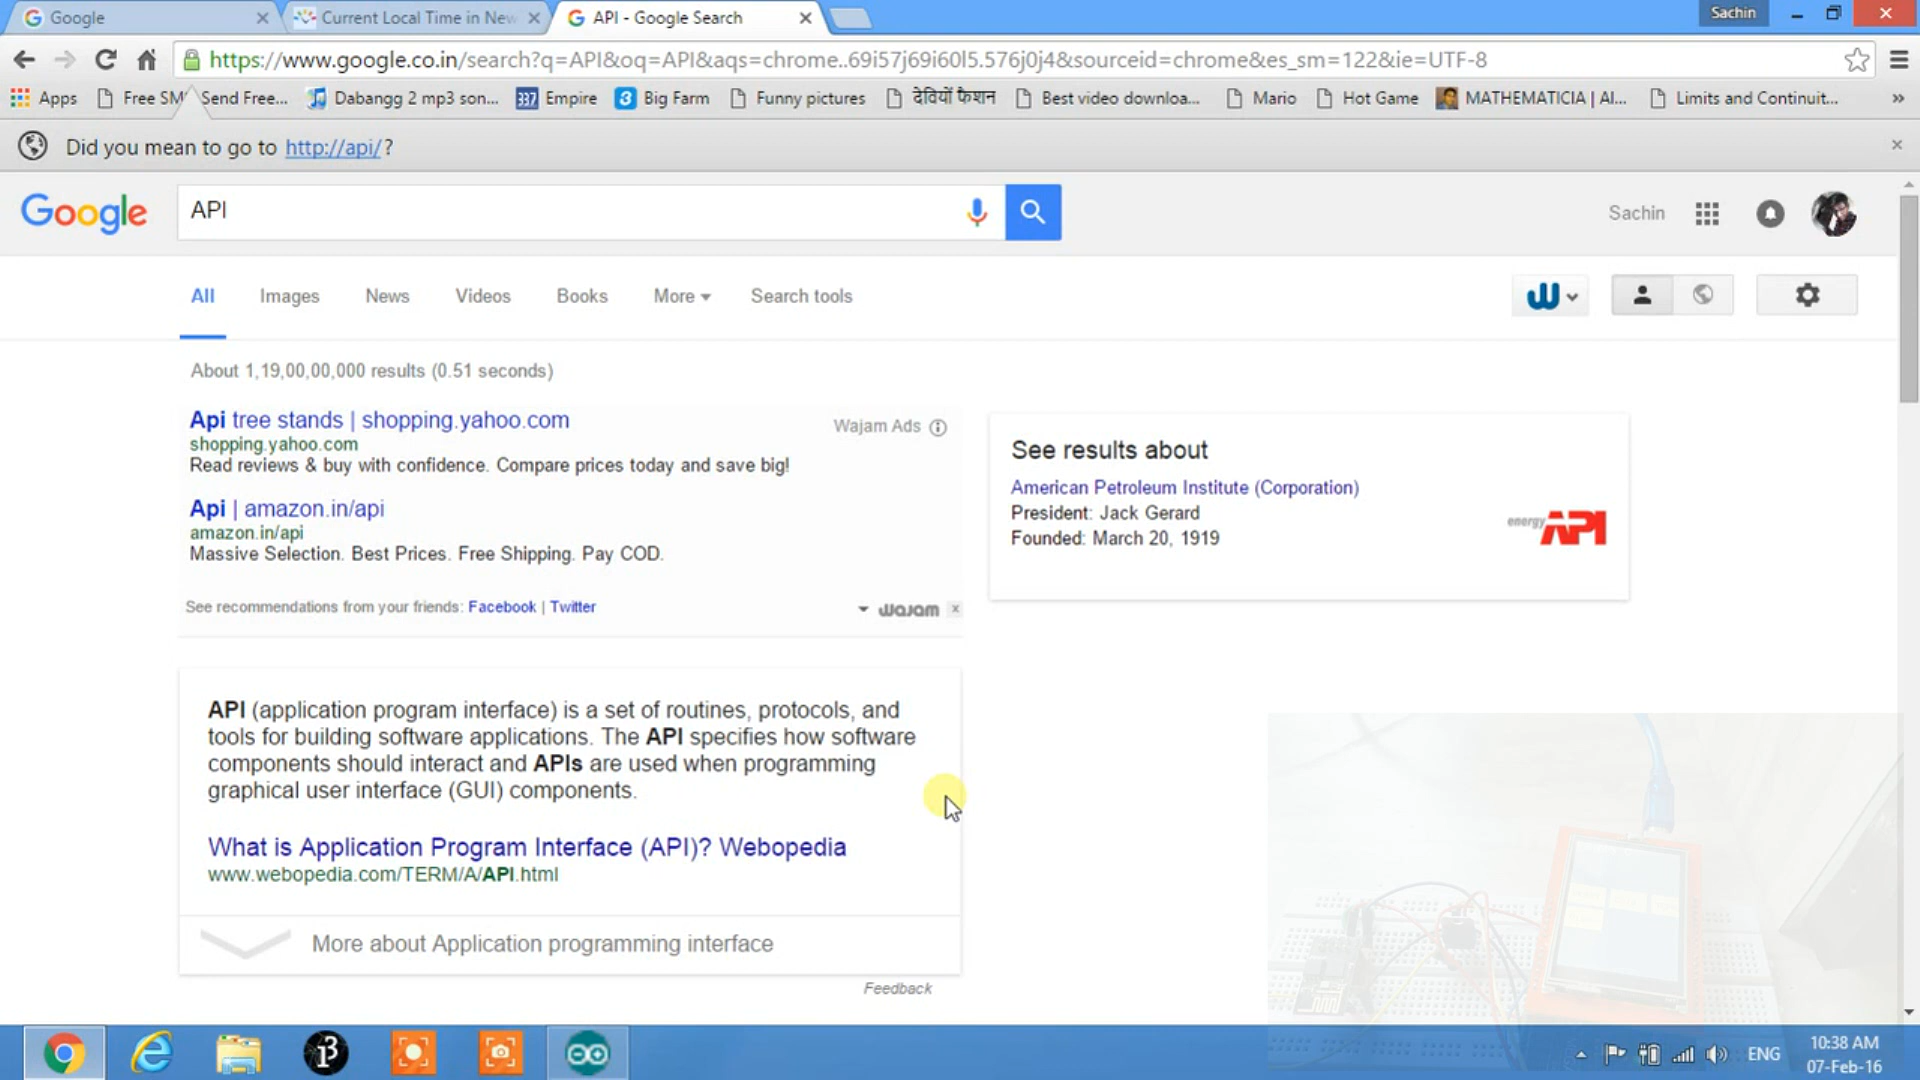 Google
Current Local Time in New
API - Google Search
Sachin
https://www.google.co.in/search?q=API&oq=API&aqs=chrome..69i57j69i60l5.576j0j4&sourceid=chrome&es_sm=122&ie=UTF-8
Apps
Free SM
Send Free...
Dabangg 2 mp3 son...
337 Empire
3 Big Farm
Funny pictures
देवियों फैशन
Best video downloa...
Mario
Hot Game
MATHEMATICIA | Al...
Limits and Continuit...
»
Did you mean to go to http://api/?
Google
API
Sachin
All
Images
News
Videos
Books
More
Search tools
About 1,19,00,00,000 results (0.51 seconds)
Api tree stands | shopping.yahoo.com
Wajam Ads
shopping.yahoo.com
Read reviews & buy with confidence. Compare prices today and save big!
Api | amazon.in/api
amazon.in/api
Massive Selection. Best Prices. Free Shipping. Pay COD.
See recommendations from your friends: Facebook | Twitter
wajam x
See results about
American Petroleum Institute (Corporation)
President: Jack Gerard
Founded: March 20, 1919
energy API
API (application program interface) is a set of routines, protocols, and
tools for building software applications. The API specifies how software
components should interact and APIs are used when programming
graphical user interface (GUI) components.
What is Application Program Interface (API)? Webopedia
www.webopedia.com/TERM/A/API.html
More about Application programming interface
Feedback
ENG
10:38 AM
07-Feb-16